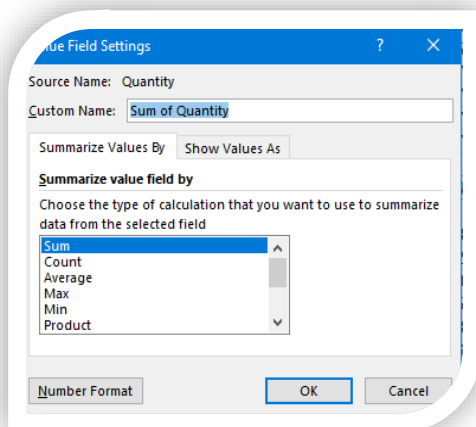 Field Settings ? ×
Source Name: Quantity
Custom Name: Sum of Quantity
Summarize Values By Show Values As
Summarize value field by
Choose the type of calculation that you want to use to summarize
data from the selected field
Sum
Count
Average
Max
Min
Product
Number Format OK Cancel